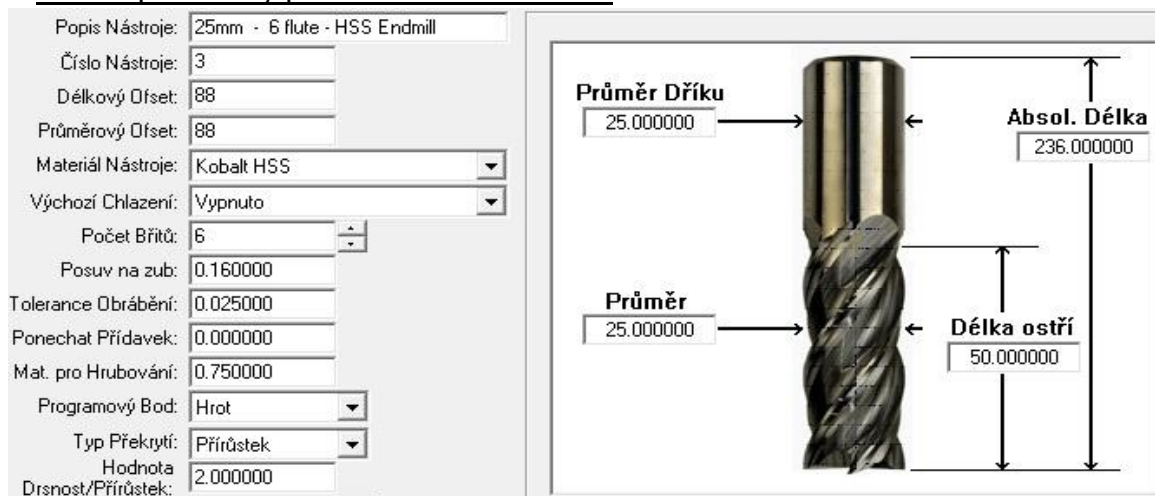 Popis Nástroje: 25mm - 6 flute - HSS Endmill
Číslo Nástroje: 3
Délkový Ofset: 88
Průměrový Ofset: 88
Materiál Nástroje: Kobalt HSS
Výchozí Chlazení: Vypnuto
Počet Břitů: 6
Posuv na zub: 0.160000
Tolerance Obrábění: 0.025000
Ponechat Přídavek: 0.000000
Mat. pro Hrubování: 0.750000
Programový Bod: Hrot
Typ Překrytí: Přírůstek
Hodnota
Drsnost/Přírůstek: 2.000000
Průměr Dříku
25.000000
Absol. Délka
236.000000
Průměr
25.000000
Délka ostří
50.000000